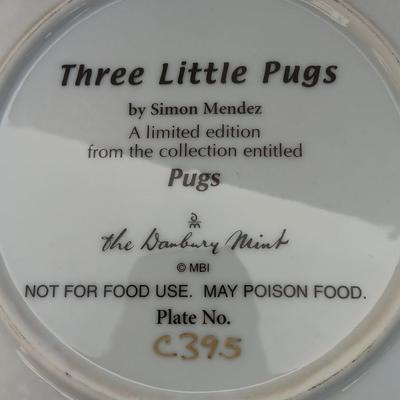 Three Little Pugs
by Simon Mendez
A limited edition
from the collection entitled
Pugs
DM
the Danbury Mint
© MBI
NOT FOR FOOD USE. MAY POISON FOOD.
Plate No.
C395